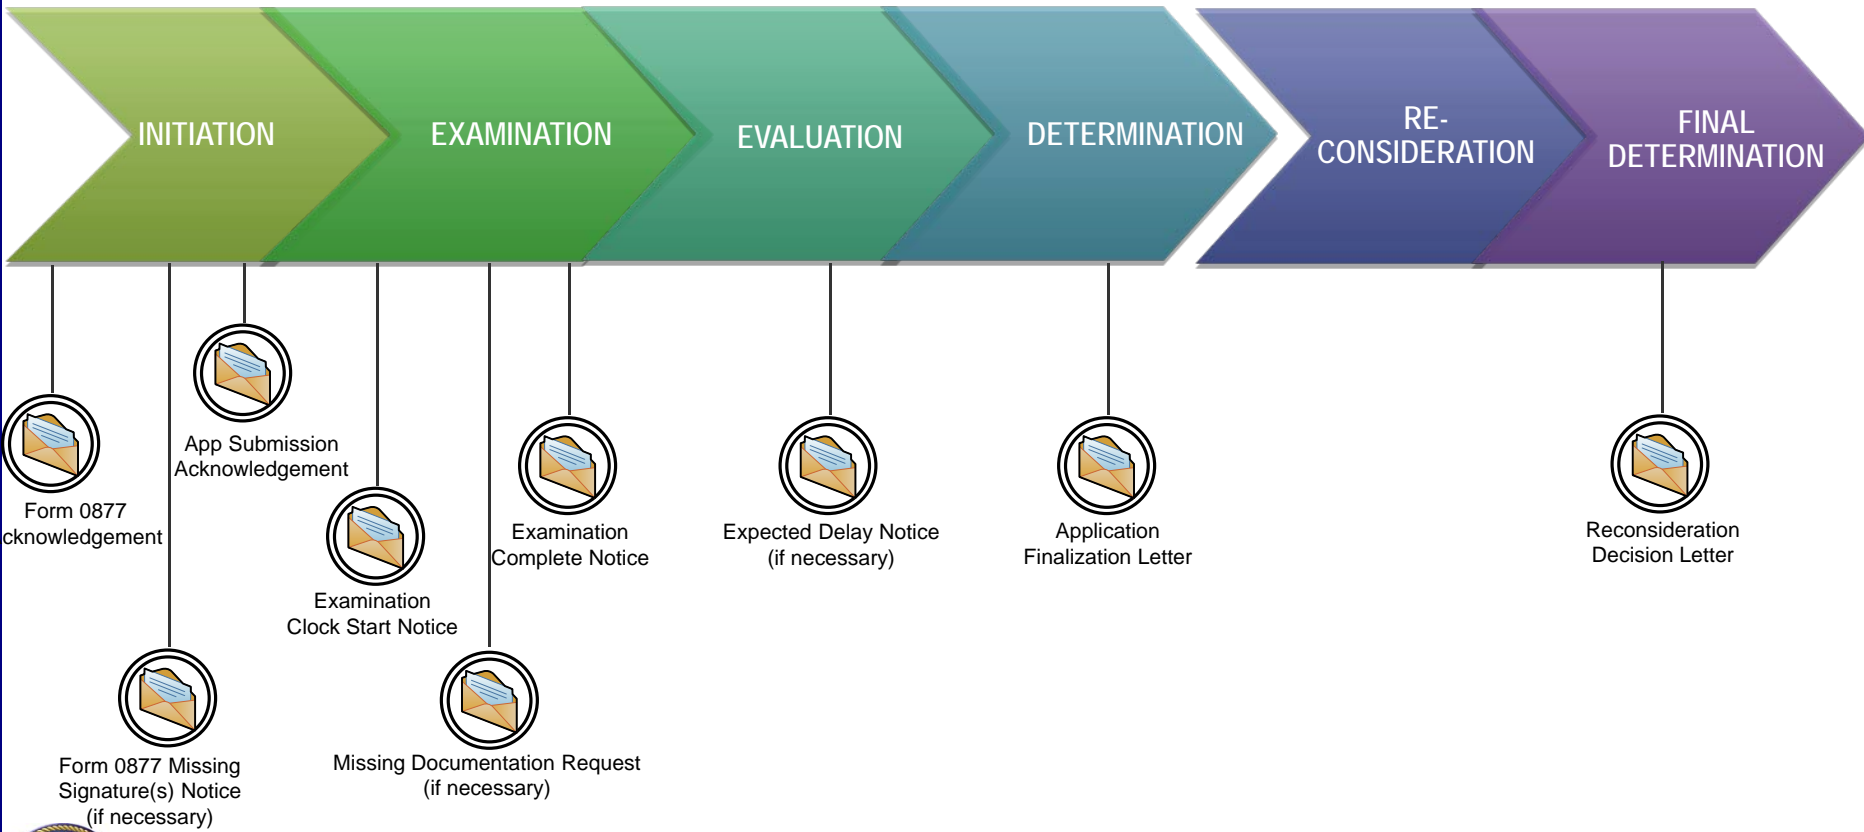 INITIATION
EXAMINATION
EVALUATION
DETERMINATION
RE-
CONSIDERATION
FINAL
DETERMINATION
Form 0877
cknowledgement
Form 0877 Missing
Signature(s) Notice
(if necessary)
App Submission
Acknowledgement
Examination
Clock Start Notice
Missing Documentation Request
(if necessary)
Examination
Complete Notice
Expected Delay Notice
(if necessary)
Application
Finalization Letter
Reconsideration
Decision Letter